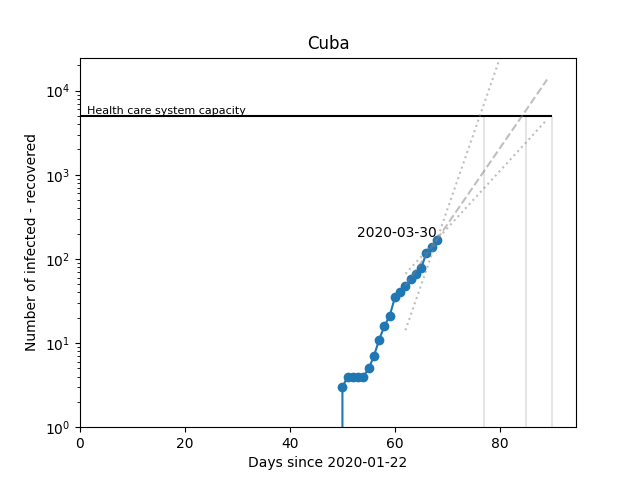 Cuba
Number of infected - recovered
10^4
10^3
10^2
10^1
10^0
Health care system capacity
2020-03-30
0 20 40 60 80
Days since 2020-01-22